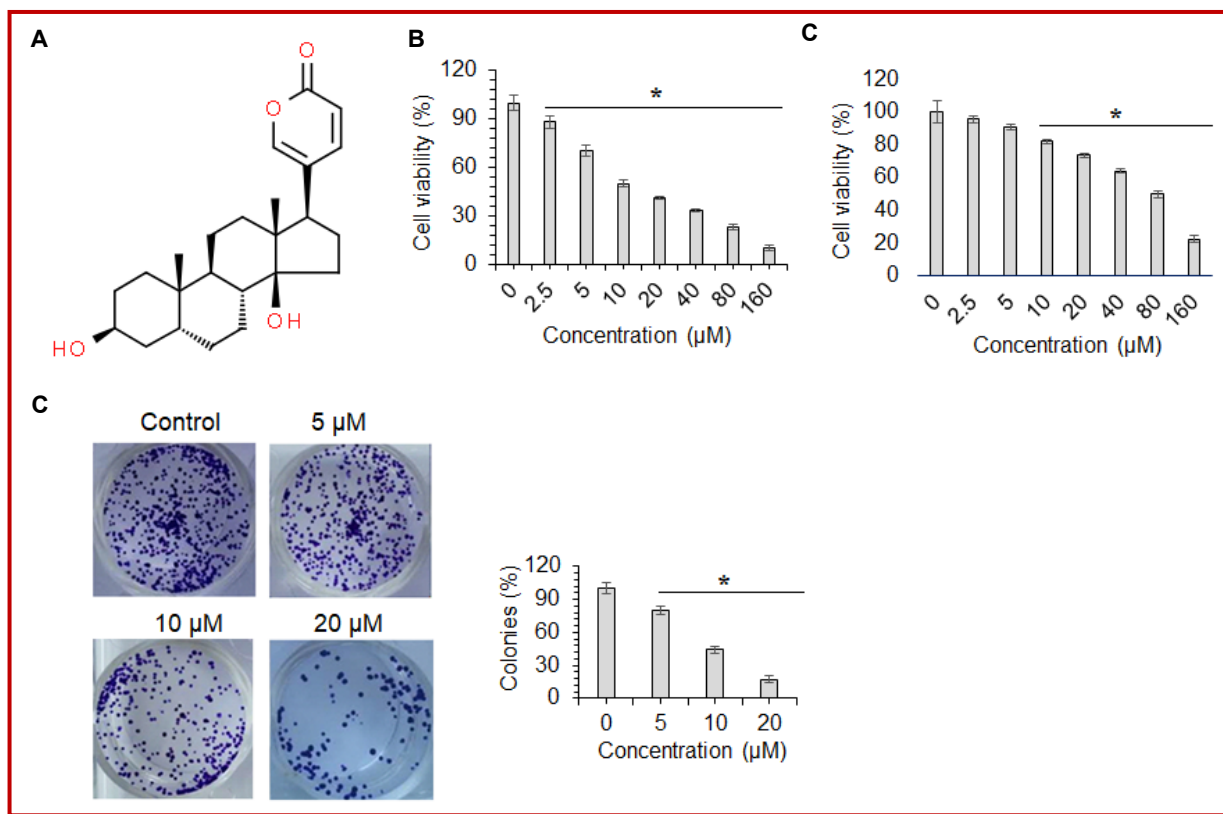 A
O
O
OH
HO
B
120
90
60
30
0
Cell viability (%)
*
0 2.5 5 10 20 40 80 160
Concentration (µM)
C
120
100
80
60
40
20
0
Cell viability (%)
*
0 2.5 5 10 20 40 80 160
Concentration (µM)
C
Control 5 µM
10 µM 20 µM
120
90
60
30
0
Colonies (%)
*
0 5 10 20
Concentration (µM)